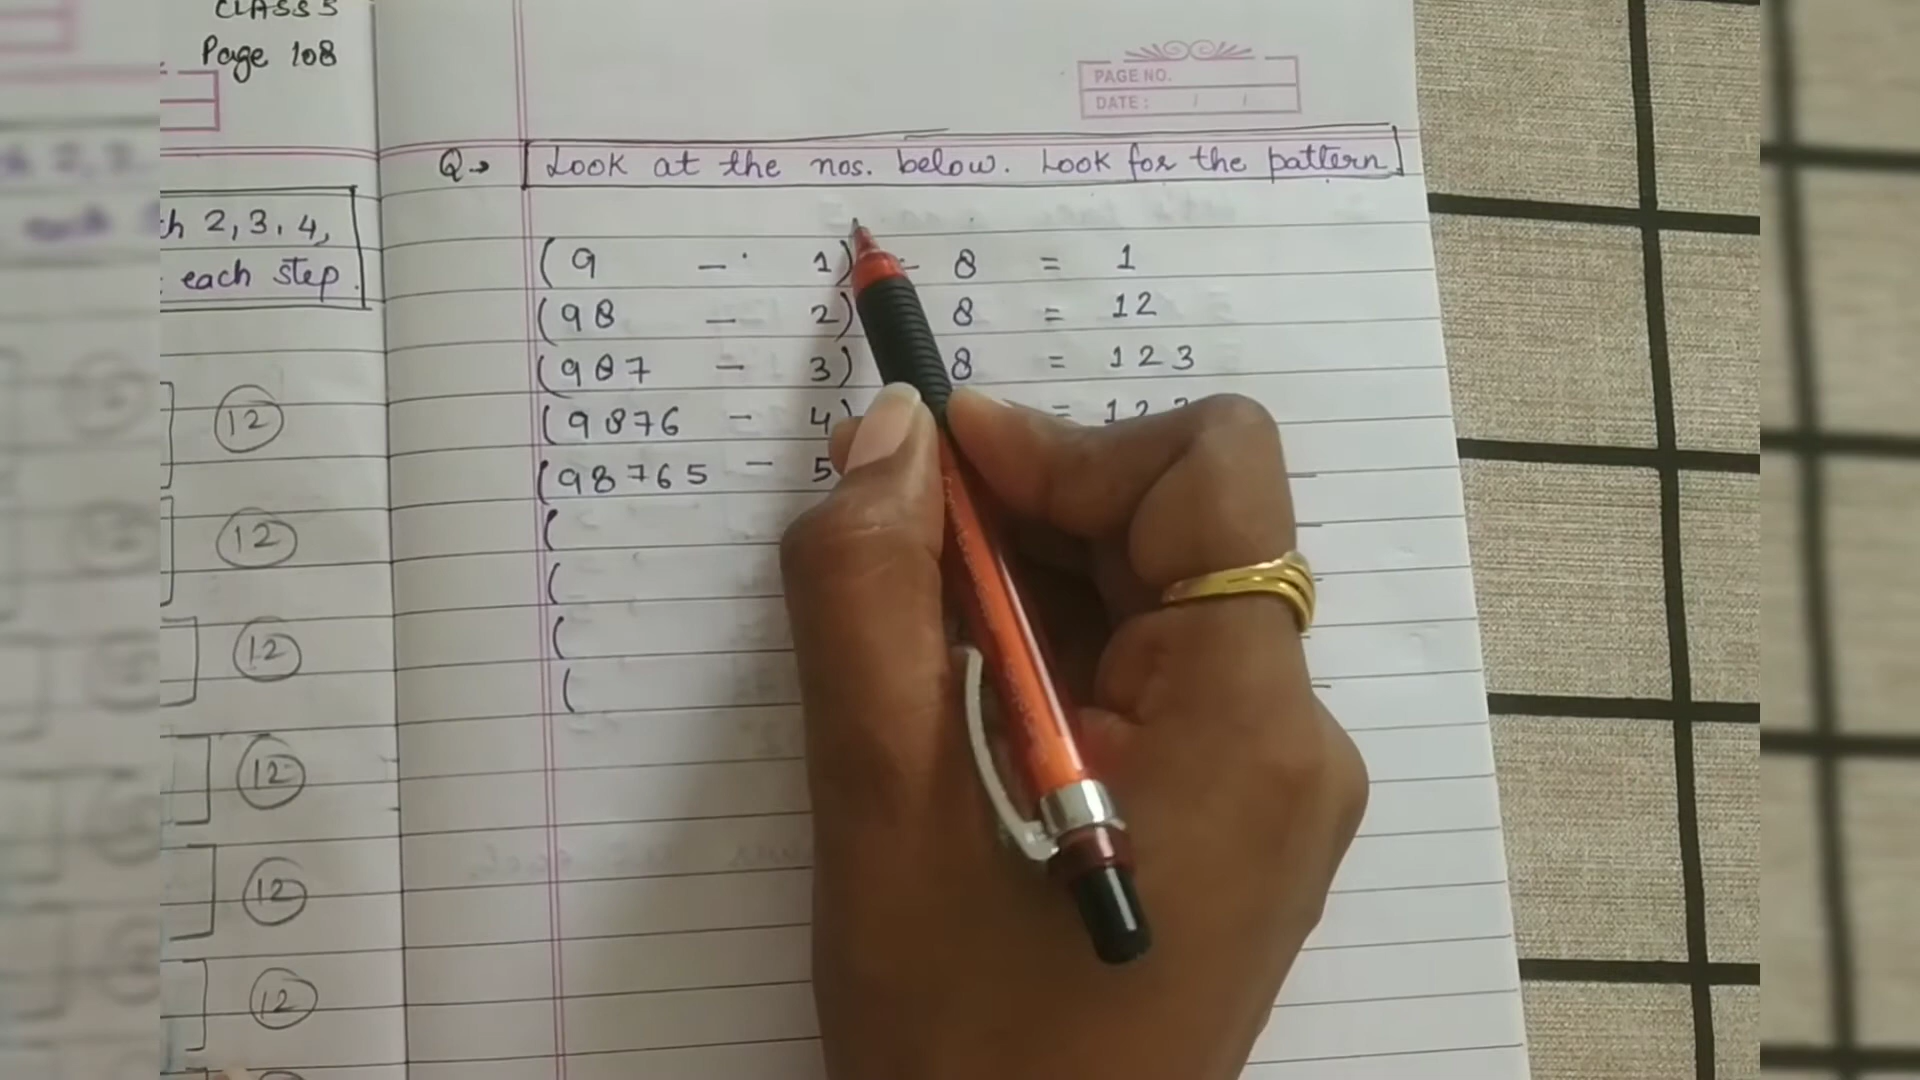 CLASS 5
Page 108
PAGE NO.
DATE : / /
Q→ Look at the nos. below. Look for the pattern
2, 3, 4,
each step.
(9 - 1) 8 = 1
(98 - 2) 8 = 12
(987 - 3) 8 = 123
(9876 - 4) = 12
(98765 - 5
(
(
(
(
12
12
12
12
12
12